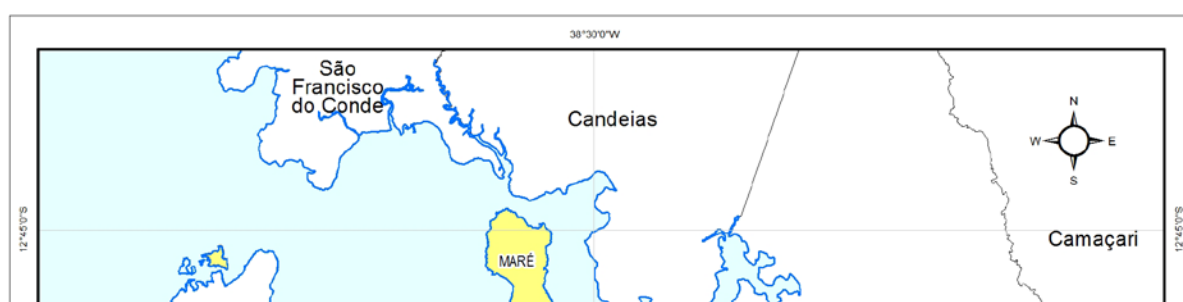 38°30'0"W
São
Francisco
do Conde
Candeias
N
W E
S
12°45'0"S
12°45'0"S
Camaçari
MARÉ